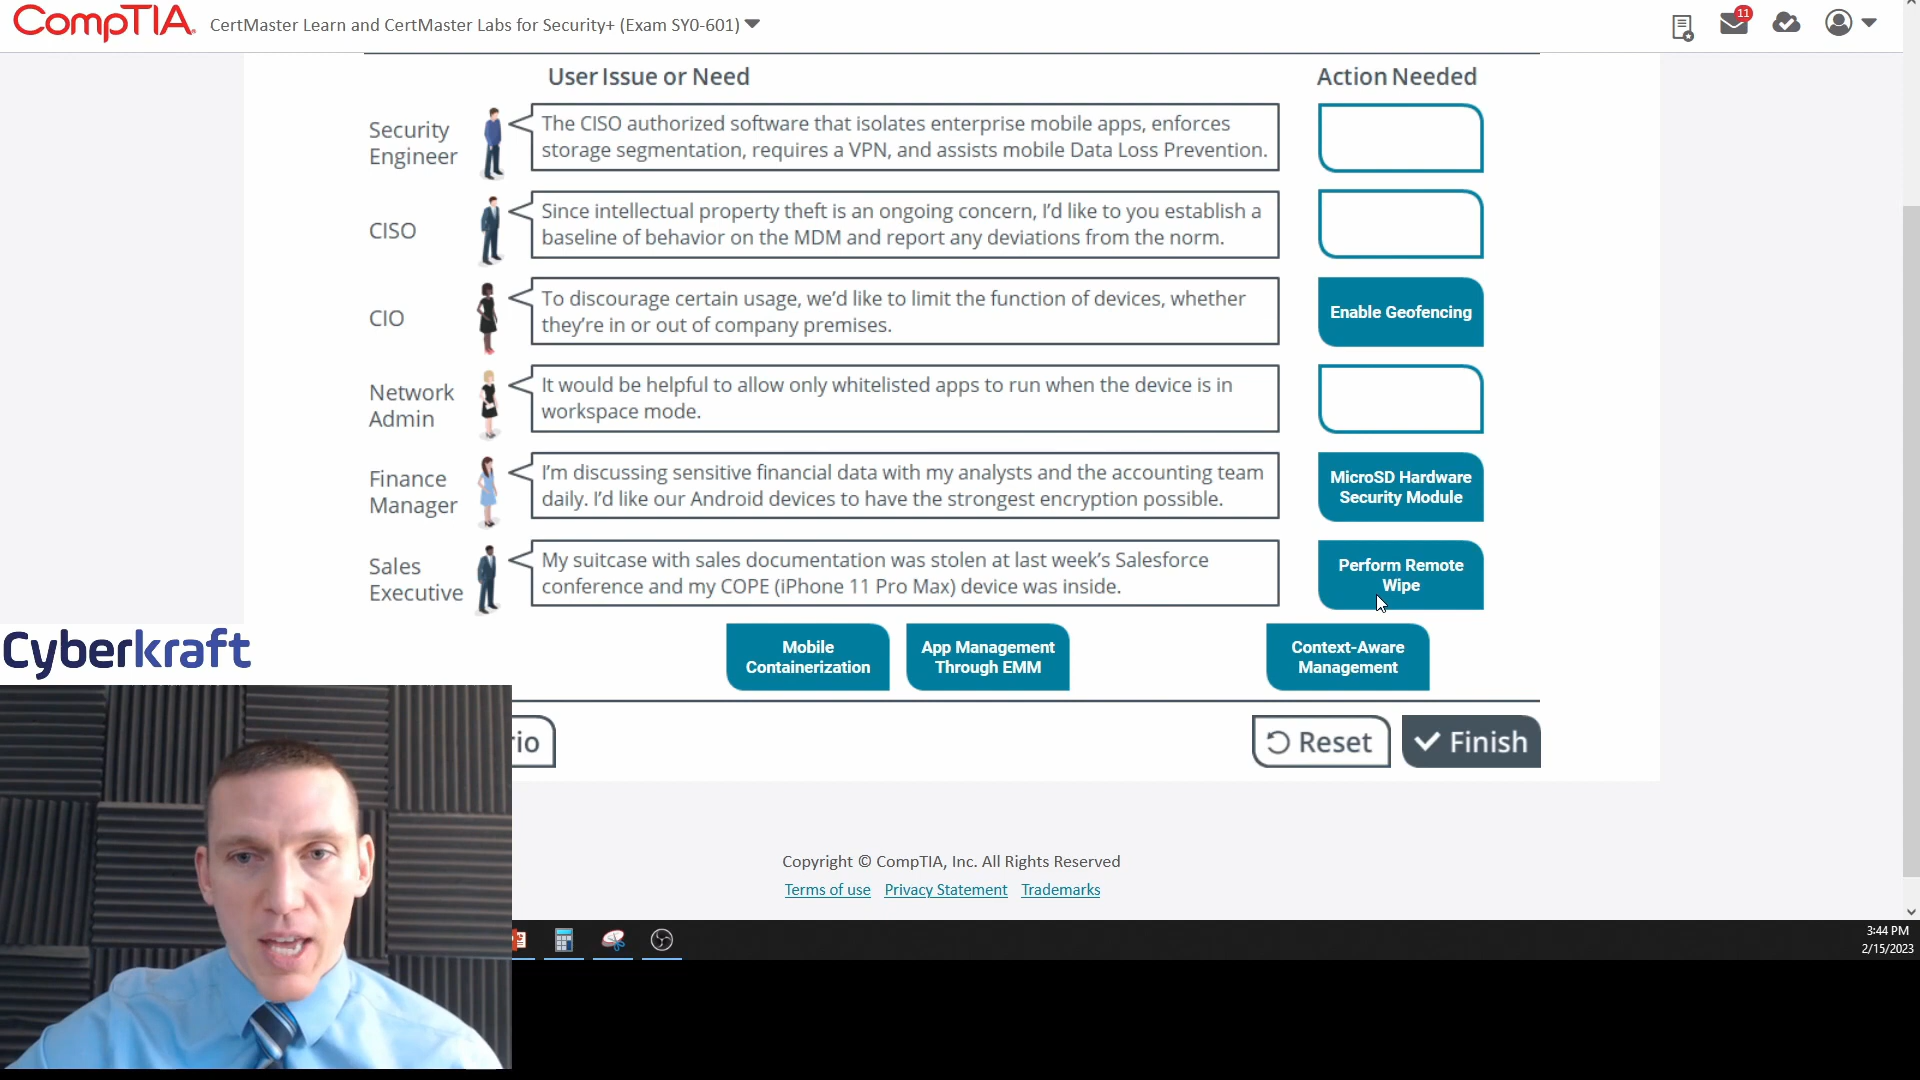 CompTIA.
CertMaster Learn and CertMaster Labs for Security+ (Exam SY0-601)
11
User Issue or Need
Action Needed
Security
Engineer
The CISO authorized software that isolates enterprise mobile apps, enforces
storage segmentation, requires a VPN, and assists mobile Data Loss Prevention.
CISO
Since intellectual property theft is an ongoing concern, I'd like to you establish a
baseline of behavior on the MDM and report any deviations from the norm.
CIO
To discourage certain usage, we'd like to limit the function of devices, whether
they're in or out of company premises.
Enable Geofencing
Network
Admin
It would be helpful to allow only whitelisted apps to run when the device is in
workspace mode.
Finance
Manager
I'm discussing sensitive financial data with my analysts and the accounting team
daily. I'd like our Android devices to have the strongest encryption possible.
MicroSD Hardware
Security Module
Sales
Executive
My suitcase with sales documentation was stolen at last week's Salesforce
conference and my COPE (iPhone 11 Pro Max) device was inside.
Perform Remote
Wipe
Mobile
Containerization
App Management
Through EMM
Context-Aware
Management
Cyberkraft
io
Reset
Finish
Copyright © CompTIA, Inc. All Rights Reserved
Terms of use
Privacy Statement
Trademarks
3:44 PM
2/15/2023